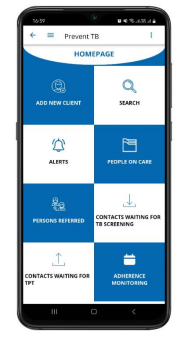 16:59
Prevent TB
HOMEPAGE
ADD NEW CLIENT
SEARCH
ALERTS
PEOPLE ON CARE
PERSONS REFERRED
CONTACTS WAITING FOR
TB SCREENING
CONTACTS WAITING FOR
TPT
ADHERENCE
MONITORING